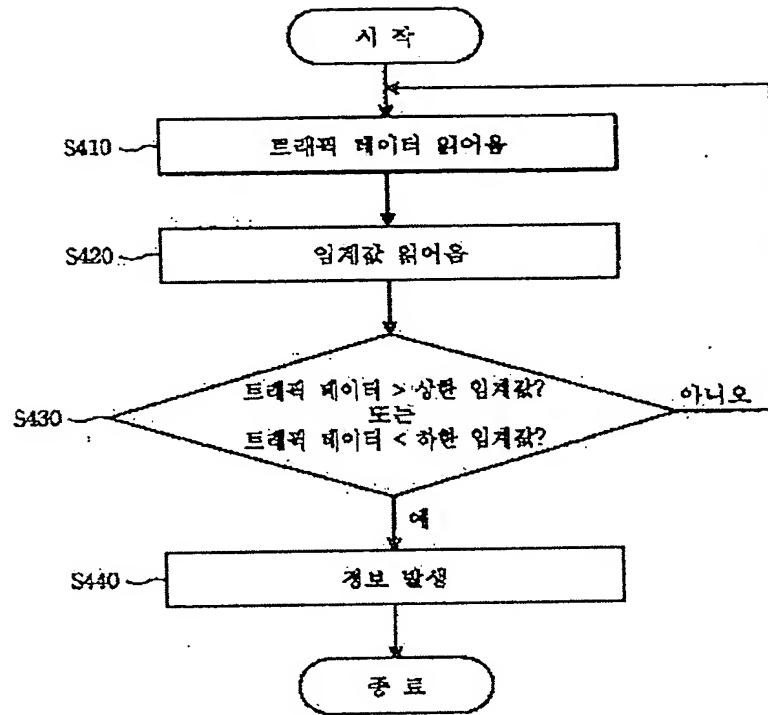 시 작
S410
트래픽 데이터 읽어옴
S420
임계값 읽어옴
S430
트래픽 데이터 > 상한 임계값?
또는
트래픽 데이터 < 하한 임계값?
아니오
예
S440
경보 발생
종 료